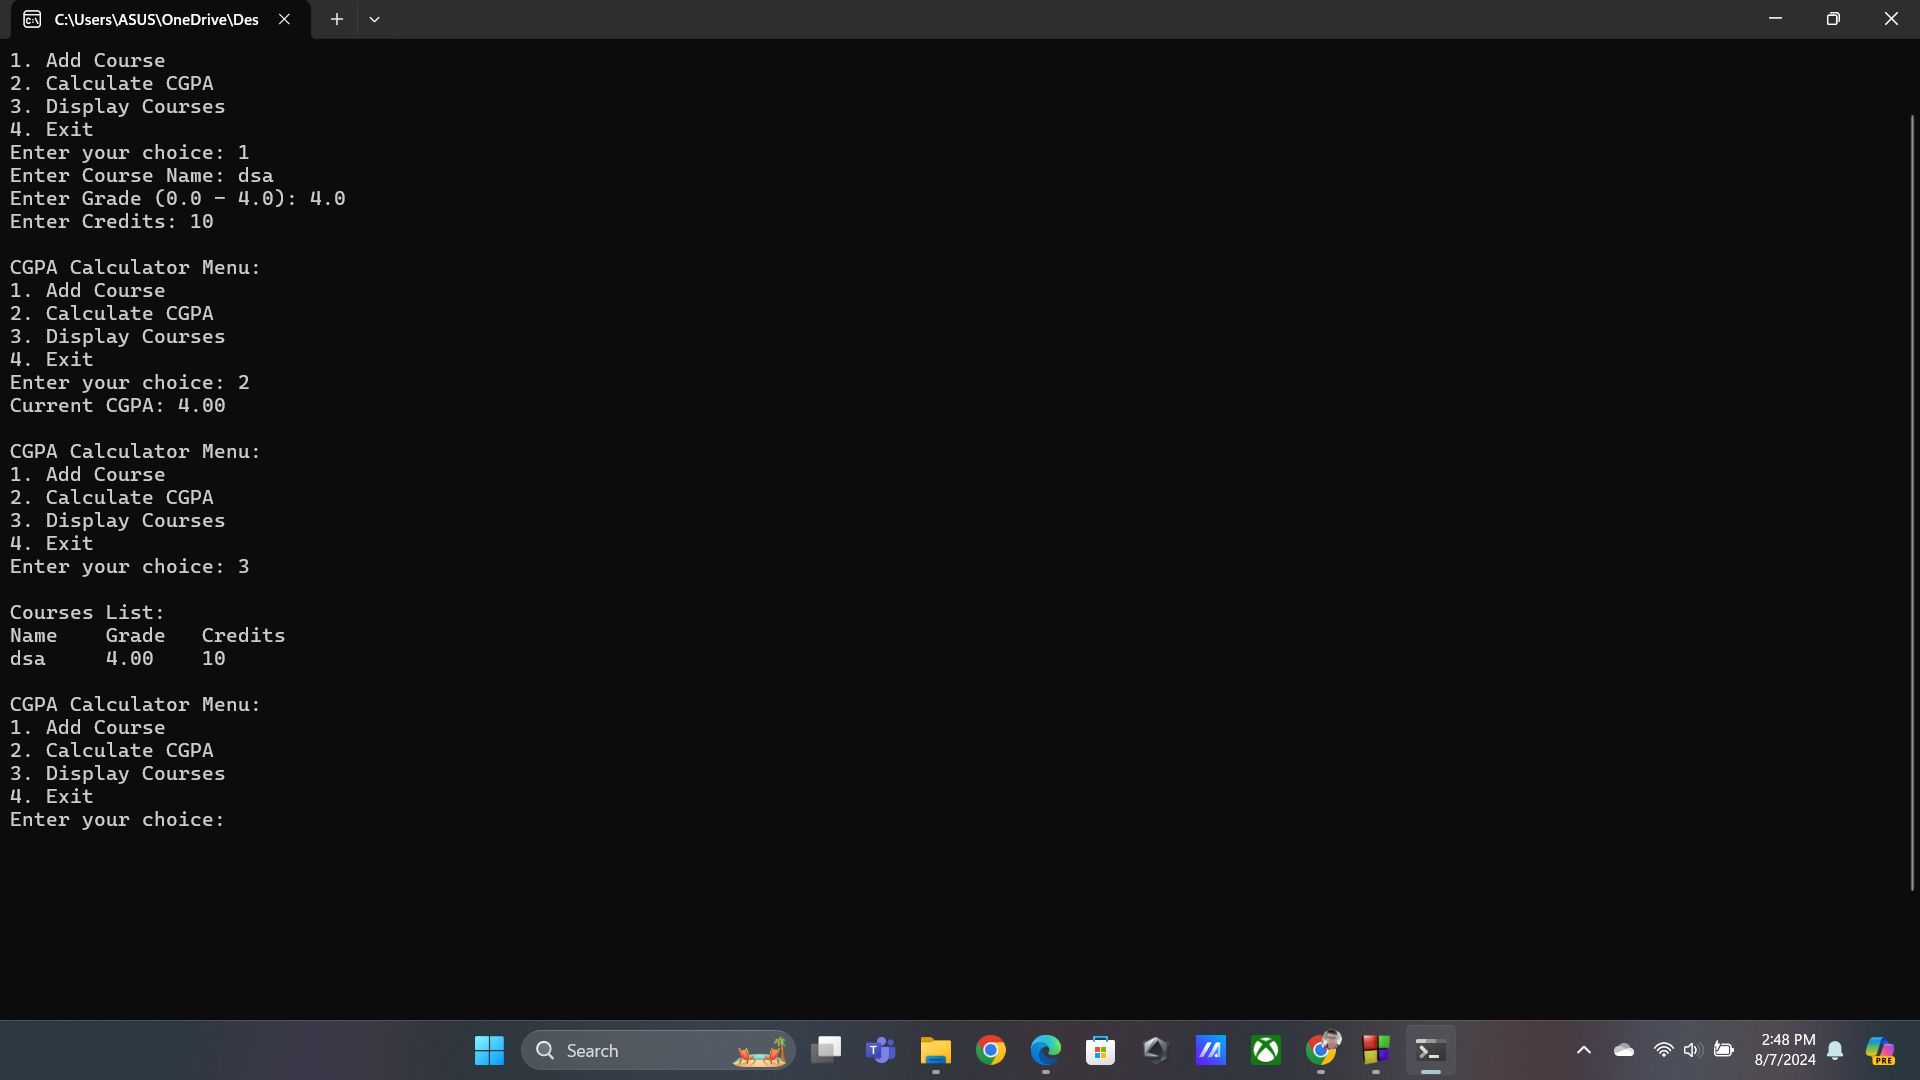 C:\Users\ASUS\OneDrive\Des
1. Add Course
2. Calculate CGPA
3. Display Courses
4. Exit
Enter your choice: 1
Enter Course Name: dsa
Enter Grade (0.0 - 4.0): 4.0
Enter Credits: 10
CGPA Calculator Menu:
1. Add Course
2. Calculate CGPA
3. Display Courses
4. Exit
Enter your choice: 2
Current CGPA: 4.00
CGPA Calculator Menu:
1. Add Course
2. Calculate CGPA
3. Display Courses
4. Exit
Enter your choice: 3
Courses List:
Name    Grade   Credits
dsa     4.00    10
CGPA Calculator Menu:
1. Add Course
2. Calculate CGPA
3. Display Courses
4. Exit
Enter your choice:
Search
2:48 PM
8/7/2024
PRE